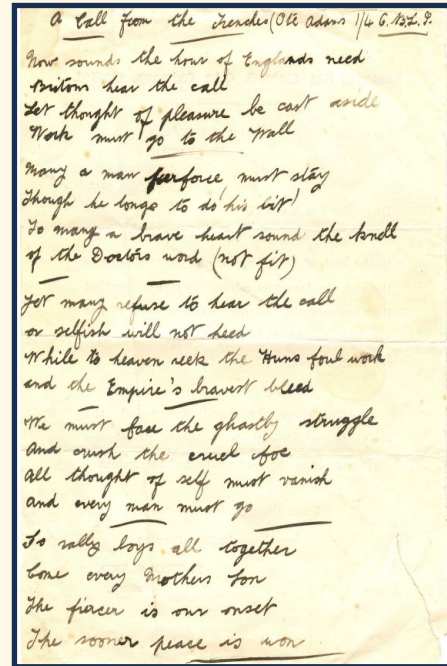 A Call from the Trenches (Pte Adams 1/4 G.B.L.I.
Now sounds the hour of Englands need
Britons hear the call
Let thought of pleasure be cast aside
Work must go to the Wall
Many a man perforce must stay
Though he longs to do 'his bit'
To many a brave heart sound the knell
of the Doctors word (not fit)
Yet many refuse to hear the call
or selfish will not heed
While to heaven reek the Huns foul work
and the Empire's bravest bleed
We must face the ghastly struggle
And crush the cruel foe
All thought of self must vanish
And every man must go
So rally boys all together
Come every Mothers Son
The fiercer is our onset
The sooner peace is won